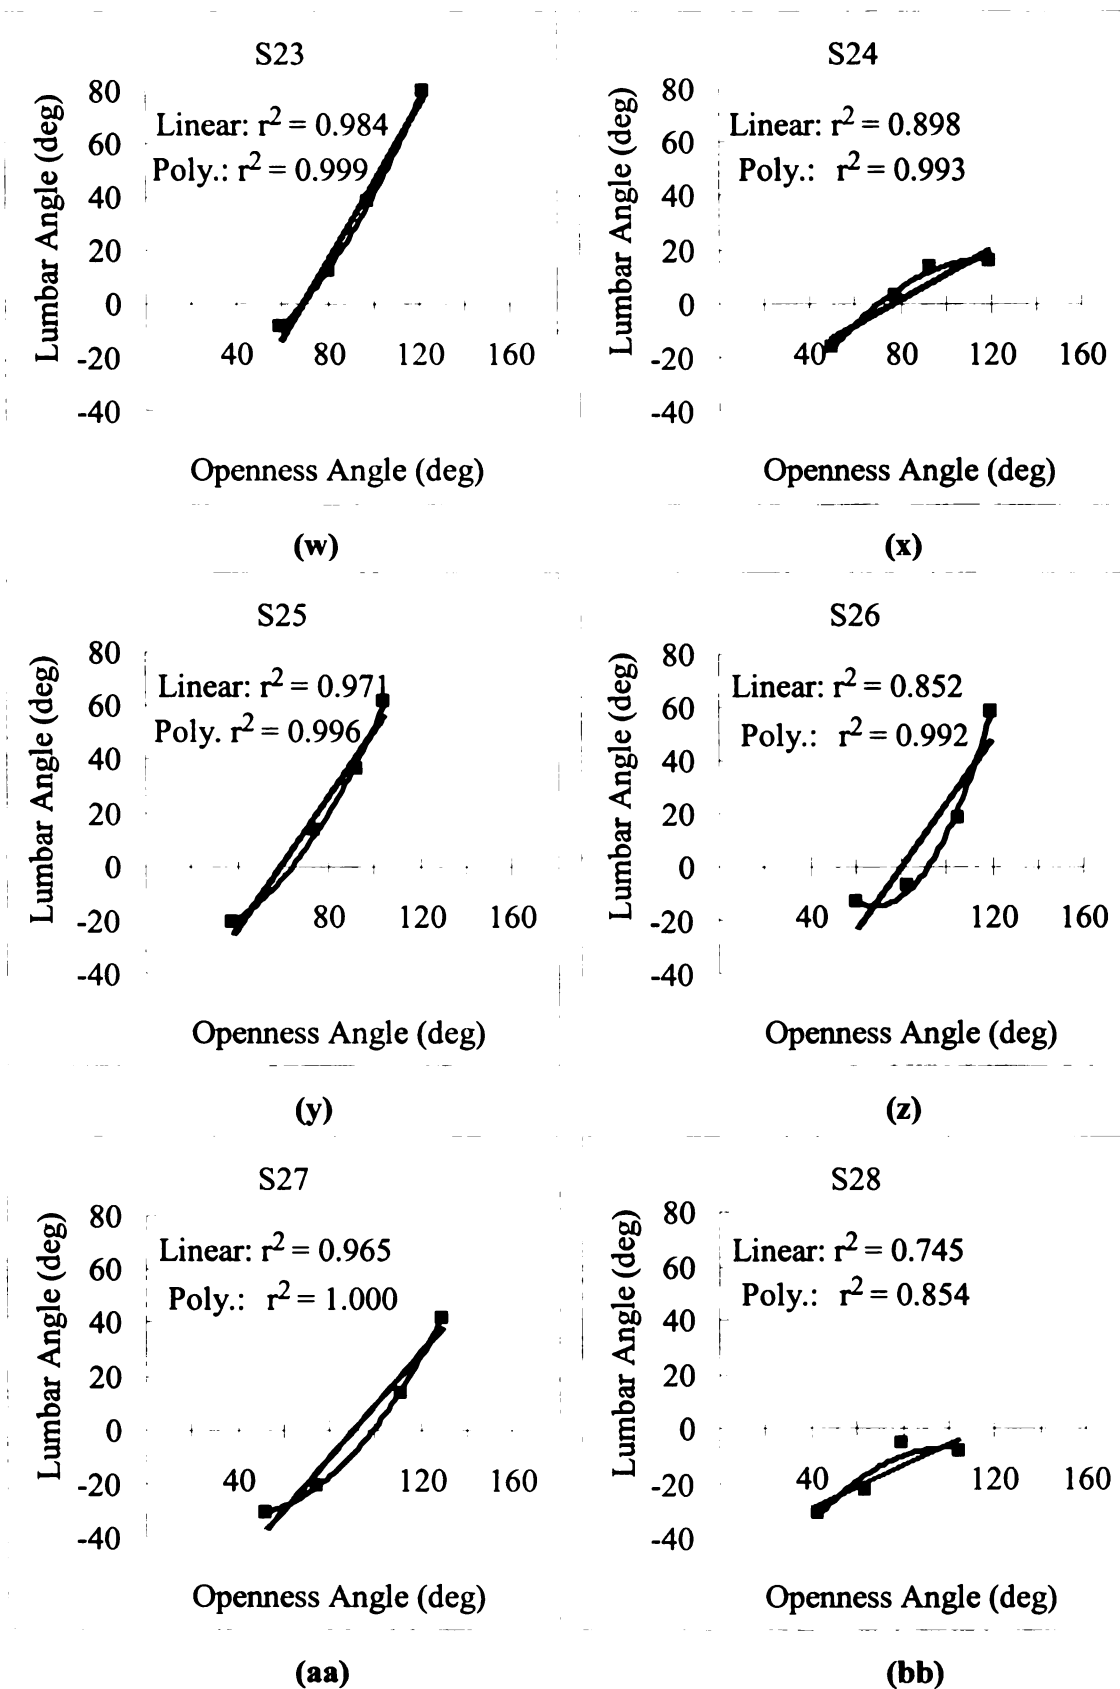 S23
80
60
40
20
0
-20
-40
Lumbar Angle (deg)
Linear: r² = 0.984
Poly.: r² = 0.999
40 80 120 160
Openness Angle (deg)
(w)
S24
80
60
40
20
0
-20
-40
Lumbar Angle (deg)
Linear: r² = 0.898
Poly.: r² = 0.993
40 80 120 160
Openness Angle (deg)
(x)
S25
80
60
40
20
0
-20
-40
Lumbar Angle (deg)
Linear: r² = 0.971
Poly. r² = 0.996
80 120 160
Openness Angle (deg)
(y)
S26
80
60
40
20
0
-20
-40
Lumbar Angle (deg)
Linear: r² = 0.852
Poly.: r² = 0.992
40 120 160
Openness Angle (deg)
(z)
S27
80
60
40
20
0
-20
-40
Lumbar Angle (deg)
Linear: r² = 0.965
Poly.: r² = 1.000
40 120 160
Openness Angle (deg)
(aa)
S28
80
60
40
20
0
-20
-40
Lumbar Angle (deg)
Linear: r² = 0.745
Poly.: r² = 0.854
40 80 120 160
Openness Angle (deg)
(bb)